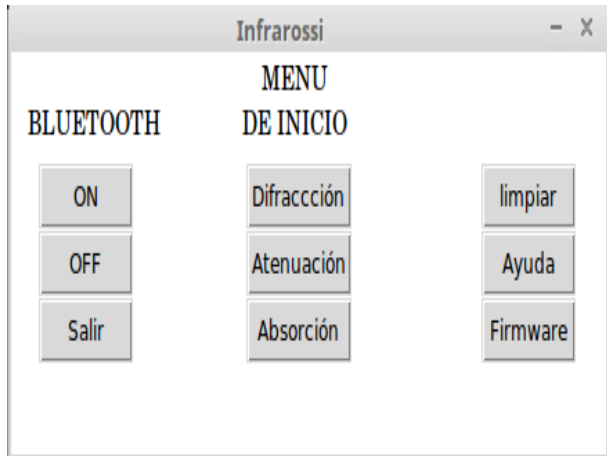 Infrarossi
MENU
BLUETOOTH DE INICIO
ON Difraccción limpiar
OFF Atenuación Ayuda
Salir Absorción Firmware